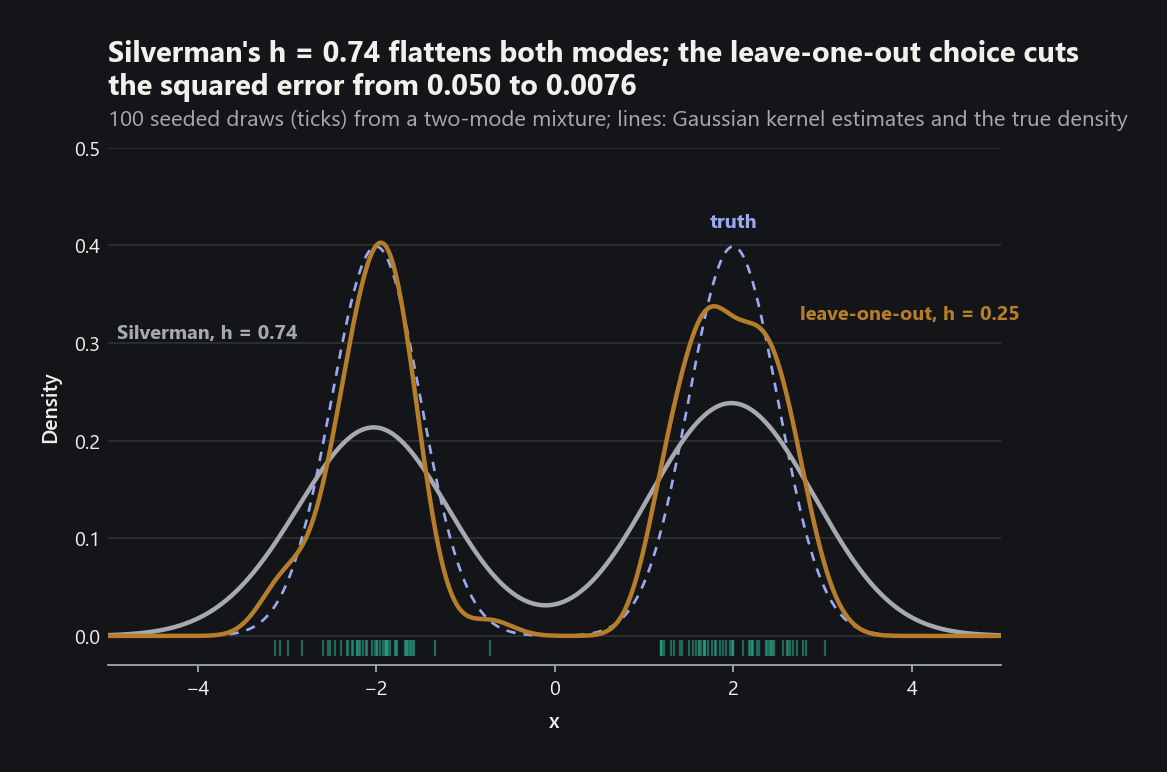 Silverman's h = 0.74 flattens both modes; the leave-one-out choice cuts
the squared error from 0.050 to 0.0076
100 seeded draws (ticks) from a two-mode mixture; lines: Gaussian kernel estimates and the true density
0.5
truth
0.4
leave-one-out, h = 0.25
Silverman, h = 0.74
0.3
Density
0.2
0.1
0.0
−4
−2
0
2
4
x